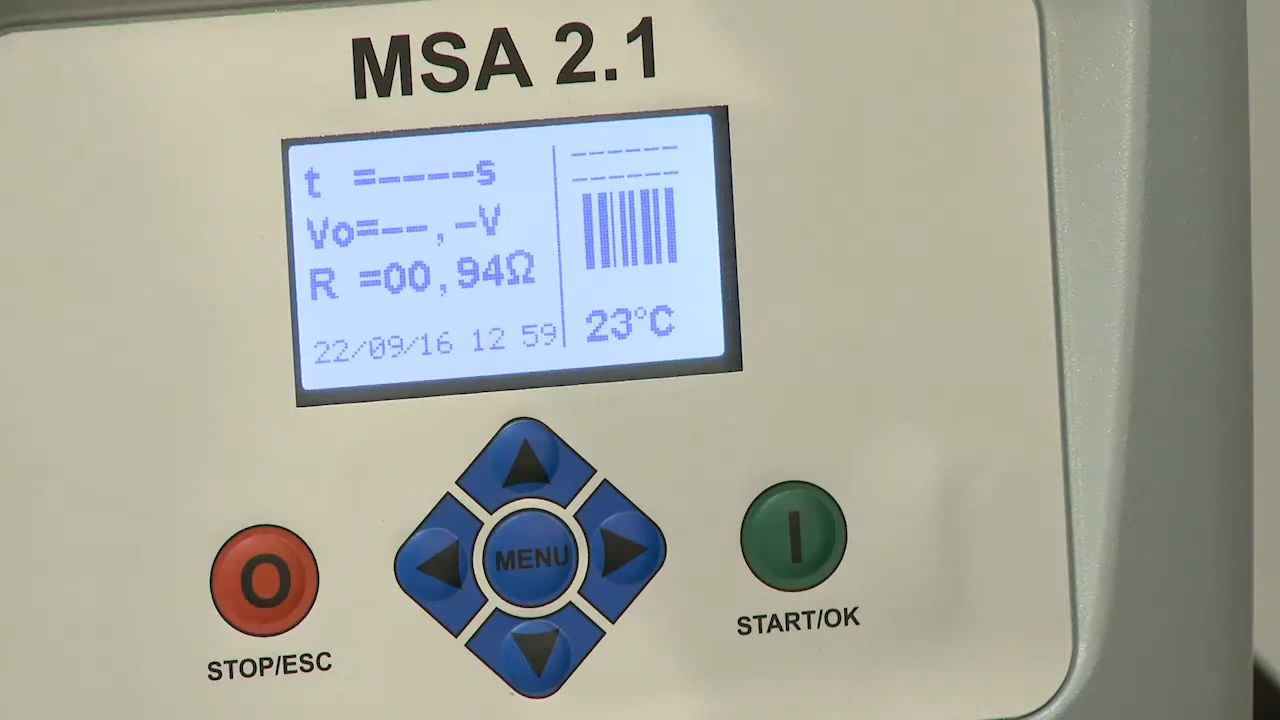 MSA 2.1
t =----s
Vo=--,-V
R =00,94Ω
22/09/16 12 59
------
------
23°C
MENU
O
STOP/ESC
I
START/OK